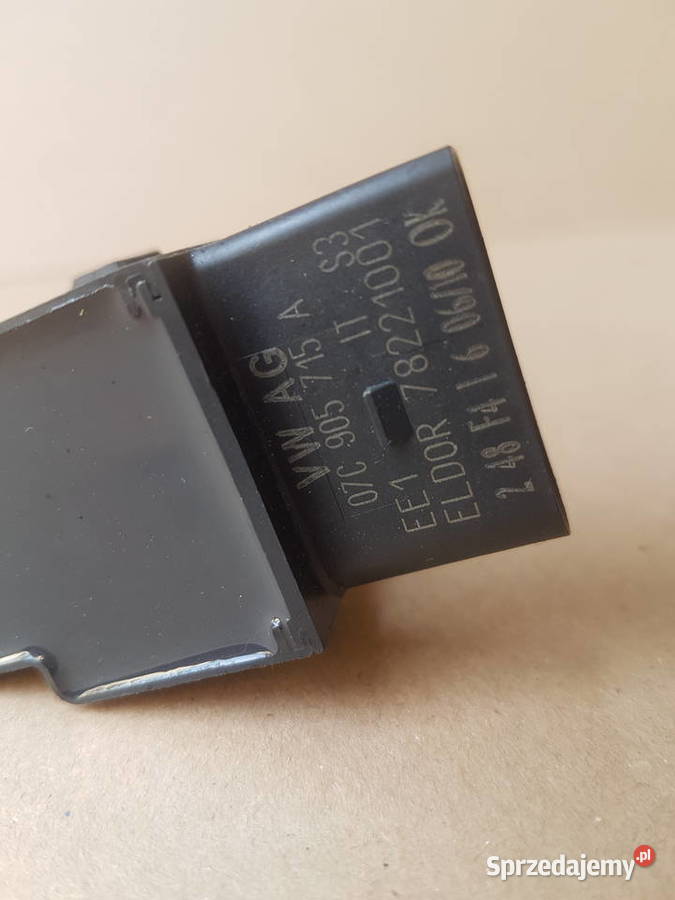 VW AG
07C 905 715 A
IT S3
EE1
ELDOR 78221001
2 48 F4 1 6 06/10 OK
Sprzedajemy.pl